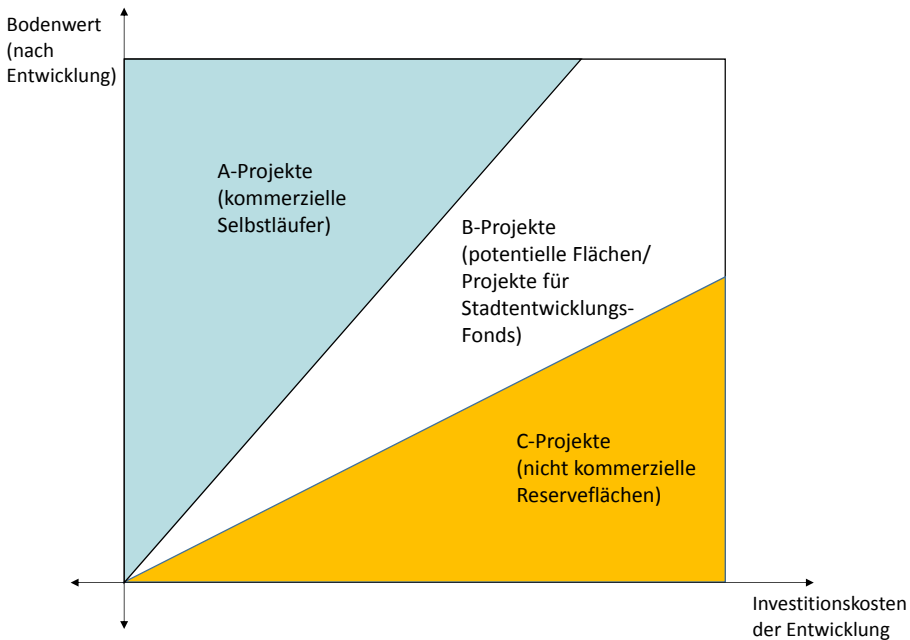 Bodenwert
(nach
Entwicklung)
A-Projekte
(kommerzielle
Selbstläufer)
B-Projekte
(potentielle Flächen/
Projekte für
Stadtentwicklungs-
Fonds)
C-Projekte
(nicht kommerzielle
Reserveflächen)
Investitionskosten
der Entwicklung